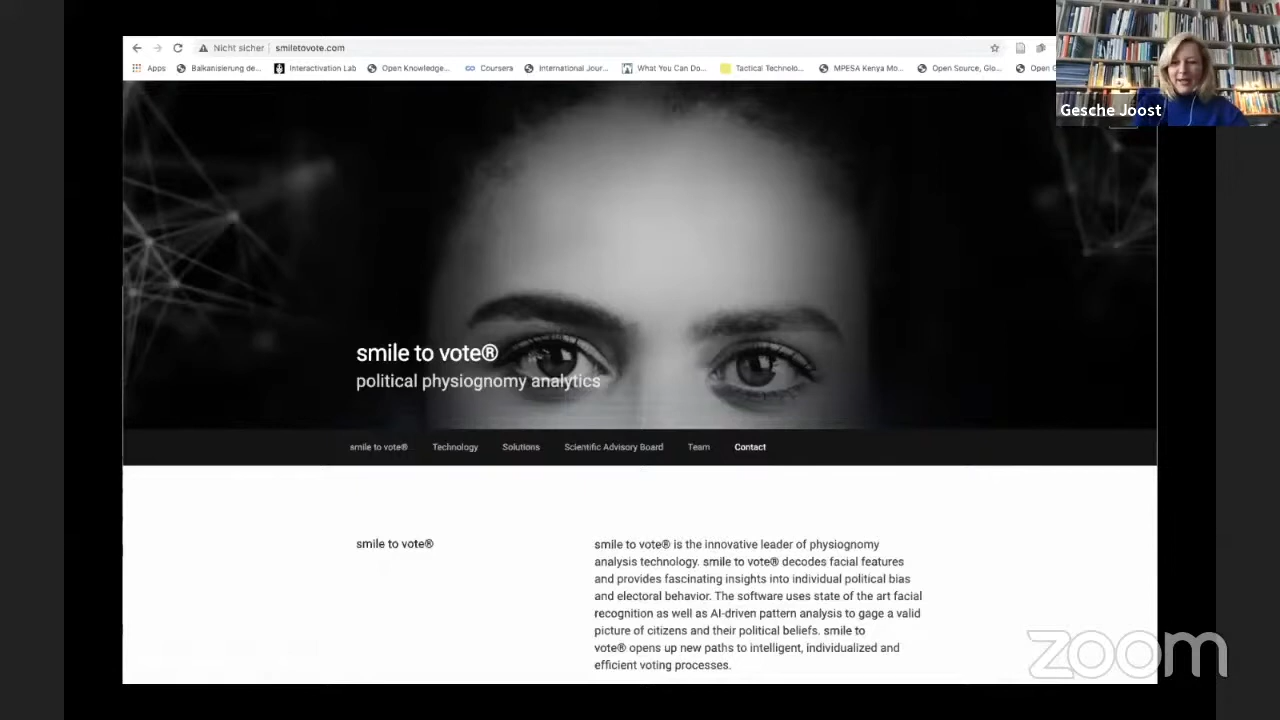 Nicht sicher | smiletovote.com
Apps Balkanisierung de... Interactivation Lab Open Knowledge... Coursera International Jour... What You Can Do... Tactical Technolo... MPESA Kenya Mo... Open Source, Glo... Open
Gesche Joost
smile to vote®
political physiognomy analytics
smile to vote® Technology Solutions Scientific Advisory Board Team Contact
smile to vote®
smile to vote® is the innovative leader of physiognomy
analysis technology. smile to vote® decodes facial features
and provides fascinating insights into individual political bias
and electoral behavior. The software uses state of the art facial
recognition as well as AI-driven pattern analysis to gage a valid
picture of citizens and their political beliefs. smile to
vote® opens up new paths to intelligent, individualized and
efficient voting processes.
zoom